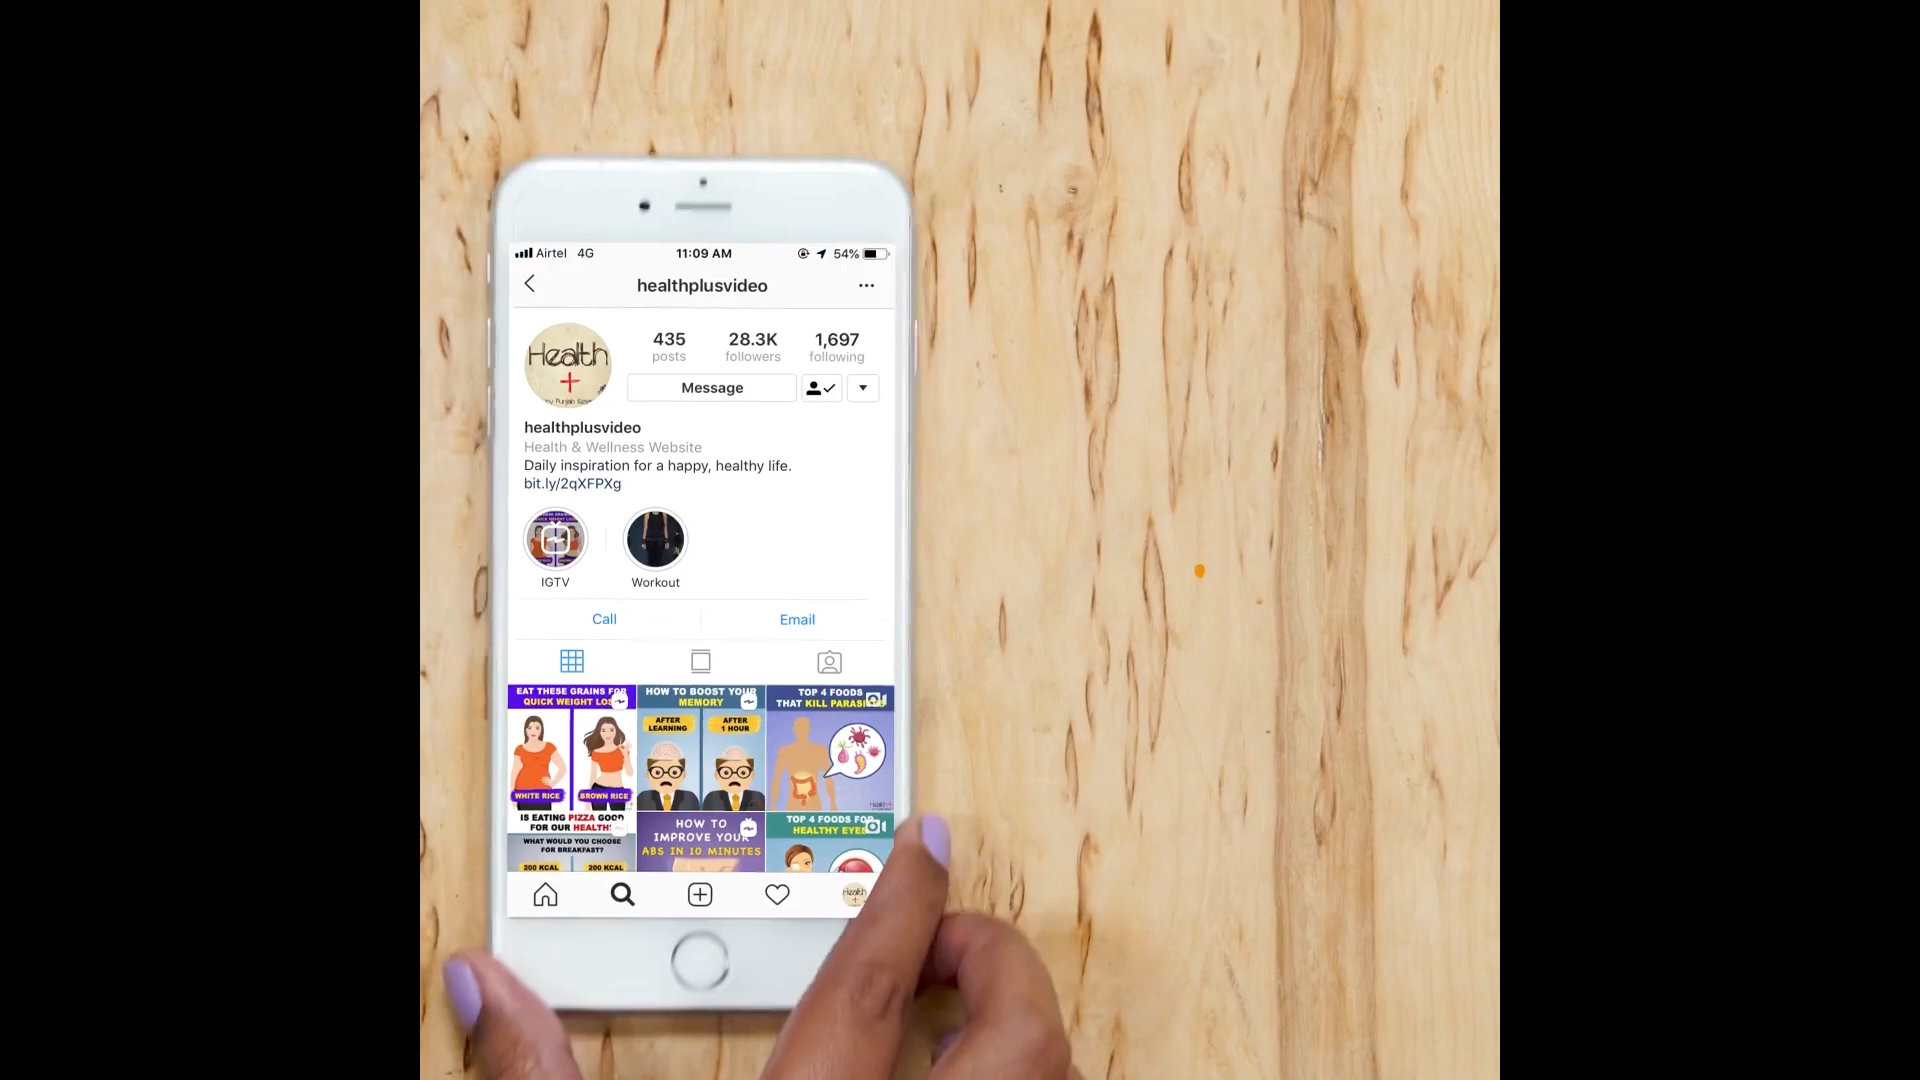 Airtel 4G 11:09 AM 54%
healthplusvideo
435 28.3K 1,697
posts followers following
Health
Message
healthplusvideo
Health & Wellness Website
Daily inspiration for a happy, healthy life.
bit.ly/2qXFPXg
IGTV Workout
Call Email
EAT THESE GRAINS FOR
QUICK WEIGHT LOSS
WHITE RICE BROWN RICE
HOW TO BOOST YOUR
MEMORY
AFTER LEARNING
AFTER 1 HOUR
TOP 4 FOODS
THAT KILL
IS EATING PIZZA GOOD
FOR OUR
WHAT WOULD YOU CHOOSE
FOR BREAKFAST?
200 KCAL 200 KCAL
HOW TO
IMPROVE YOUR
ABS IN 10 MINUTES
TOP 4 FOODS FOR
HEALTHY EYES
Health